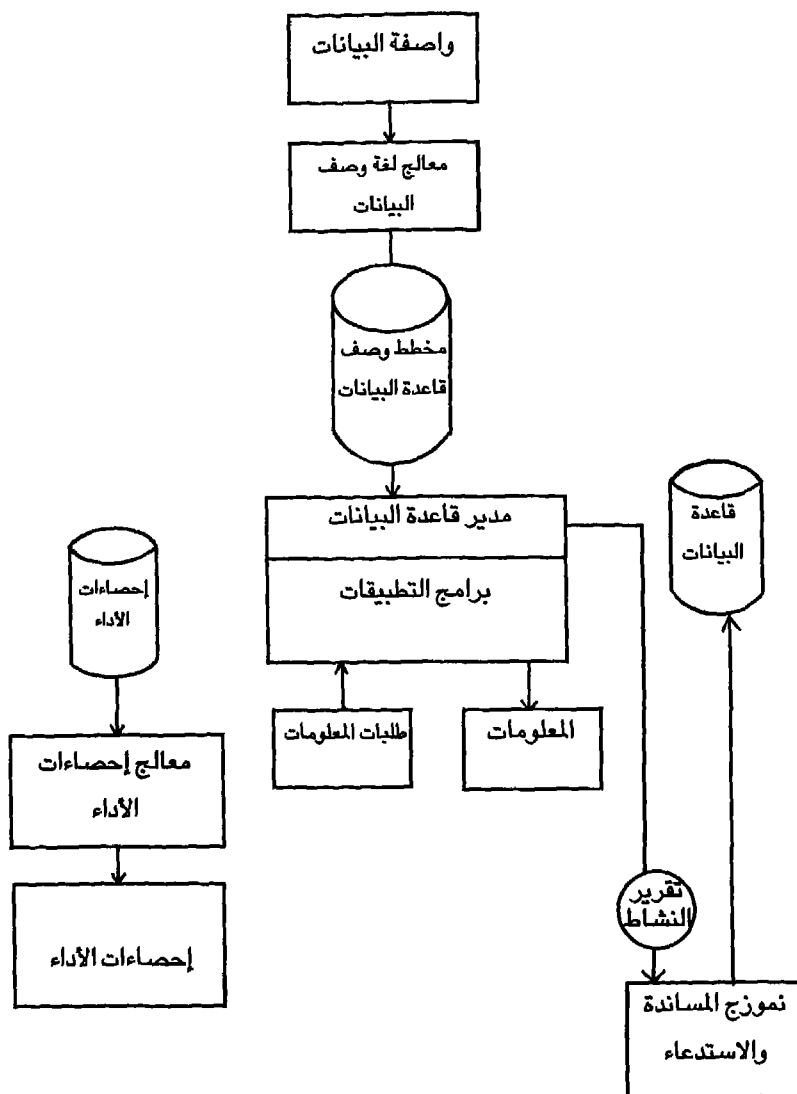 واصفة البيانات
معالج لغة وصف
البيانات
مخطط وصف
قاعدة البيانات
مدير قاعدة البيانات
برامج التطبيقات
قاعدة
البيانات
إحصاءات
الأداء
طلبات المعلومات
المعلومات
معالج إحصاءات
الأداء
إحصاءات الأداء
تقرير
النشاط
نموزج المساندة
والاستدعاء